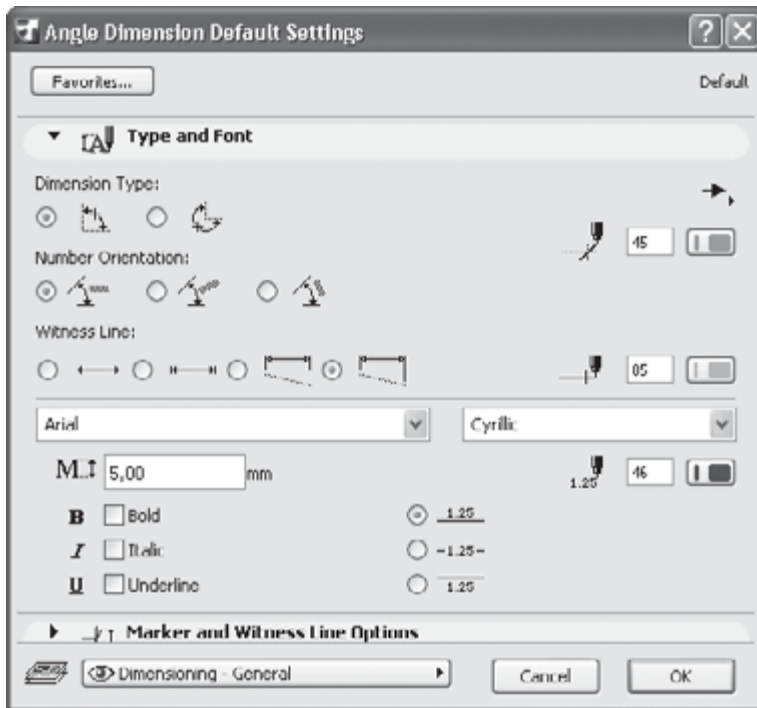 Angle Dimension Default Settings
Favorites...
Default
Type and Font
Dimension Type:
45
Number Orientation:
Witness Line:
05
Arial
Cyrillic
M 5,00 mm
1.25
46
B Bold
1.25
I Italic
-1.25-
U Underline
1.25
Marker and Witness Line Options
Dimensioning - General
Cancel
OK